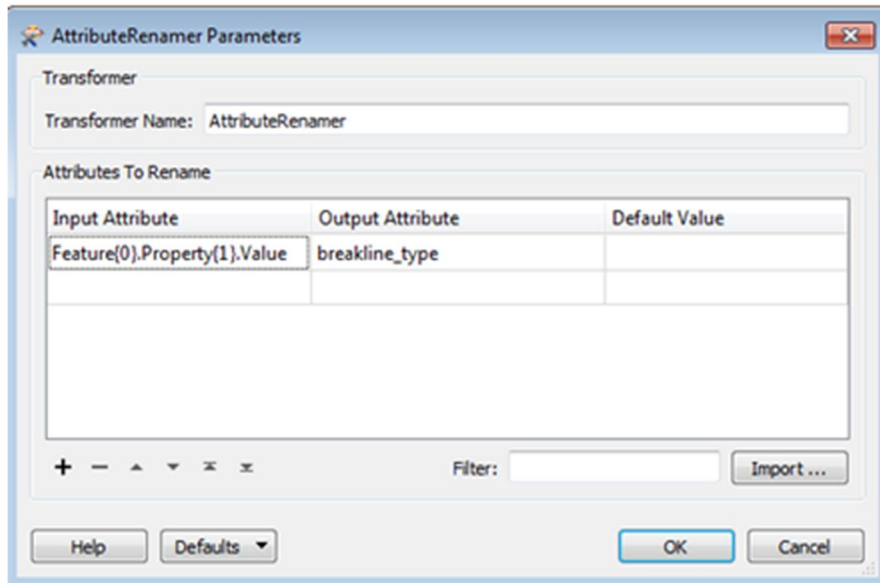 AttributeRenamer Parameters
Transformer
Transformer Name: AttributeRenamer
Attributes To Rename
Input Attribute Output Attribute Default Value
Feature{0}.Property{1}.Value breakline_type
Filter: Import ...
Help Defaults OK Cancel